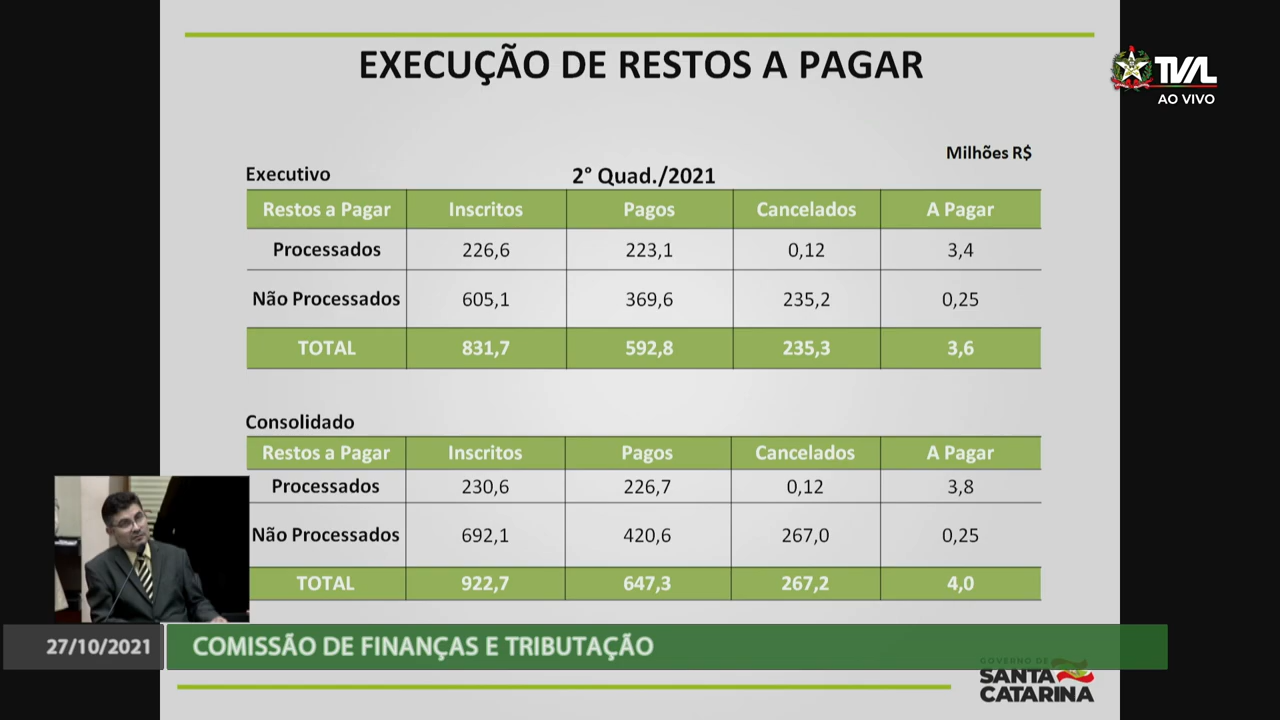 EXECUÇÃO DE RESTOS A PAGAR
TVAL
AO VIVO
Milhões R$
Executivo 2° Quad./2021
Restos a Pagar Inscritos Pagos Cancelados A Pagar
Processados 226,6 223,1 0,12 3,4
Não Processados 605,1 369,6 235,2 0,25
TOTAL 831,7 592,8 235,3 3,6
Consolidado
Restos a Pagar Inscritos Pagos Cancelados A Pagar
Processados 230,6 226,7 0,12 3,8
Não Processados 692,1 420,6 267,0 0,25
TOTAL 922,7 647,3 267,2 4,0
27/10/2021 COMISSÃO DE FINANÇAS E TRIBUTAÇÃO
GOVERNO DE
SANTA
CATARINA